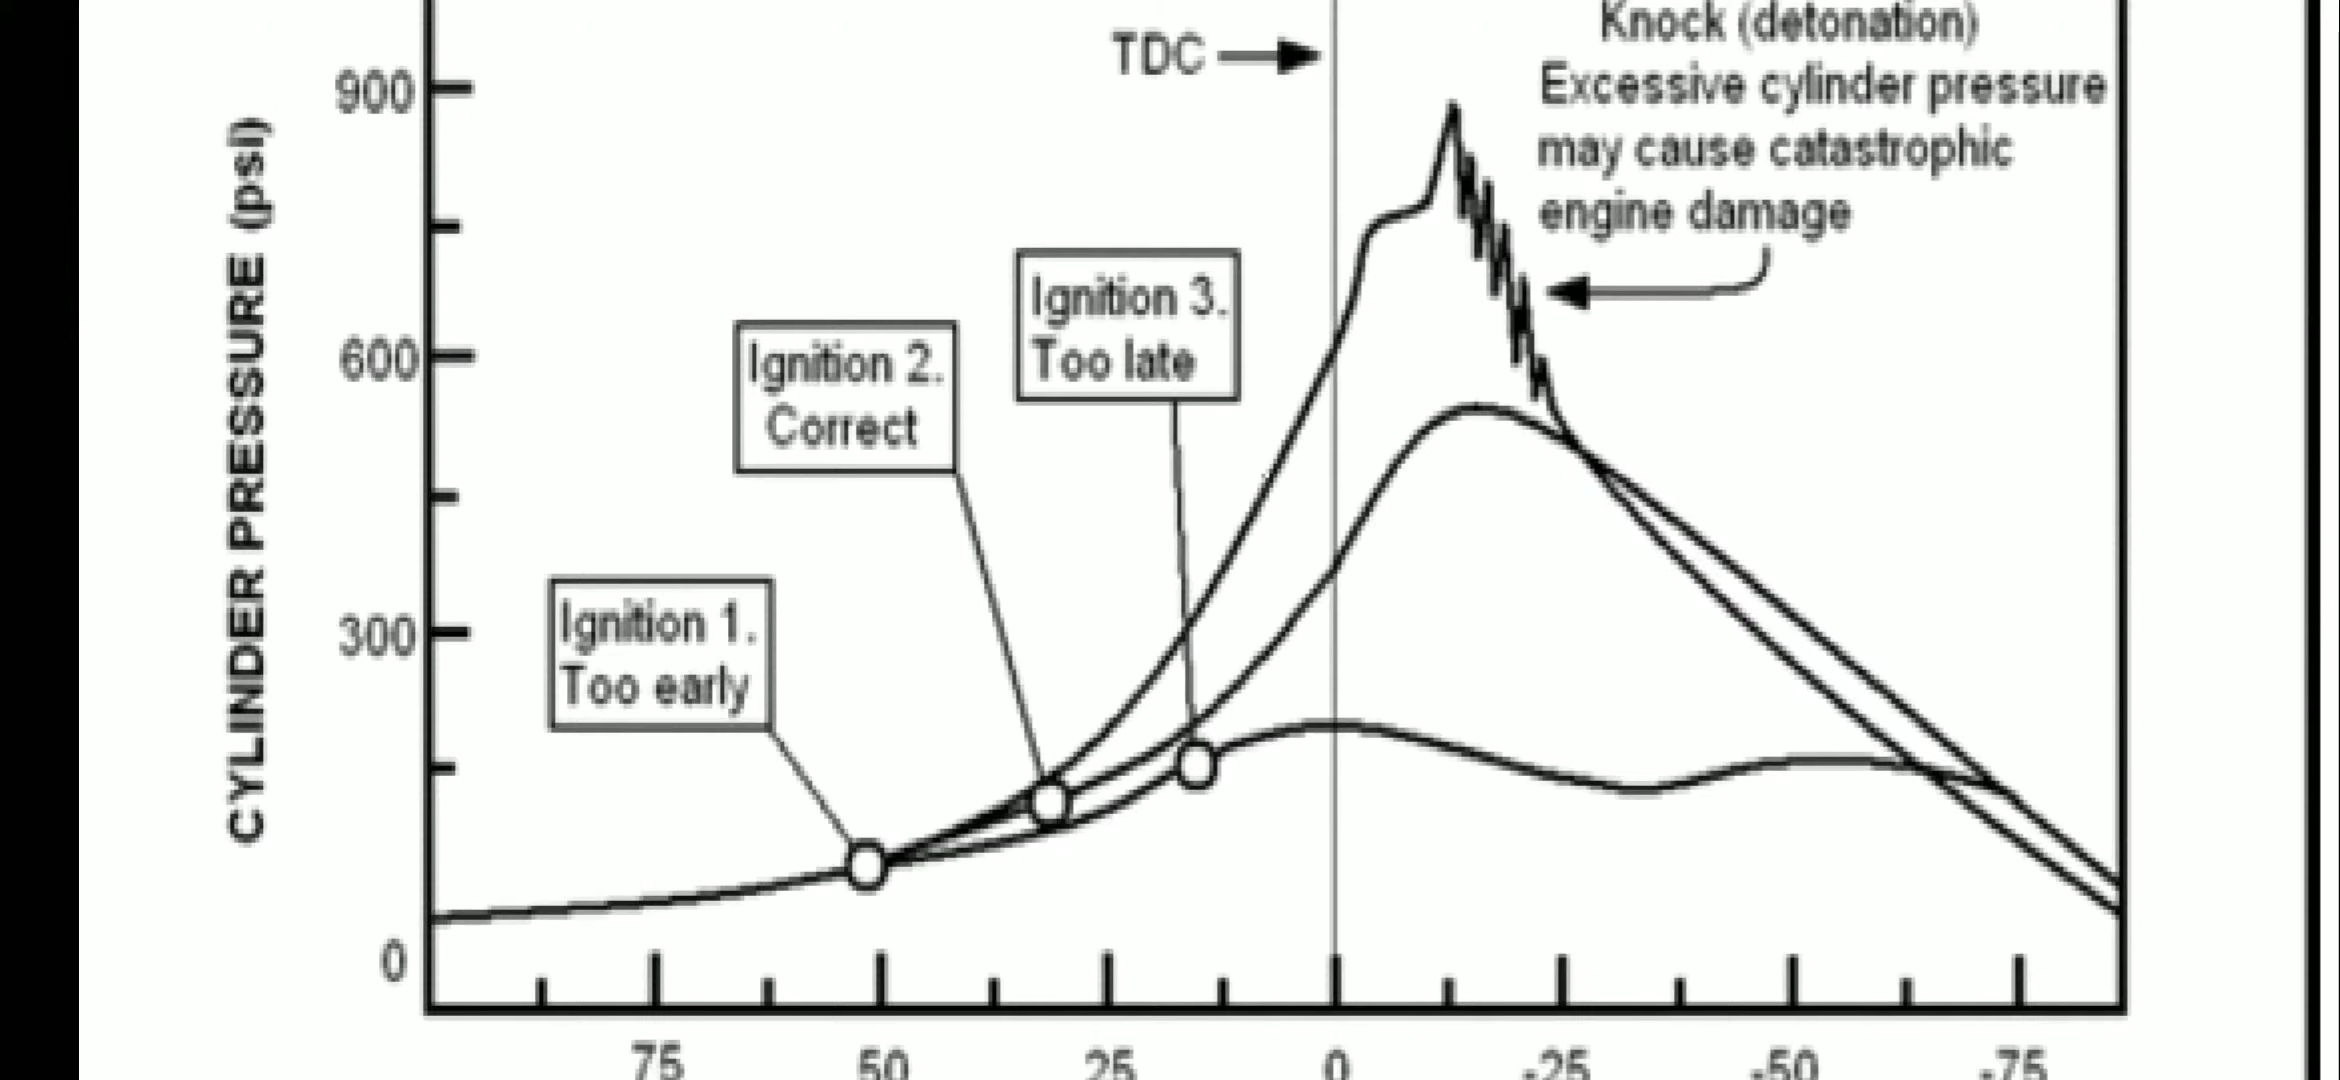 Knock (detonation)
Excessive cylinder pressure
may cause catastrophic
engine damage
TDC
900
600
300
0
CYLINDER PRESSURE (psi)
Ignition 3.
Too late
Ignition 2.
Correct
Ignition 1.
Too early
75
50
25
0
-25
-50
-75